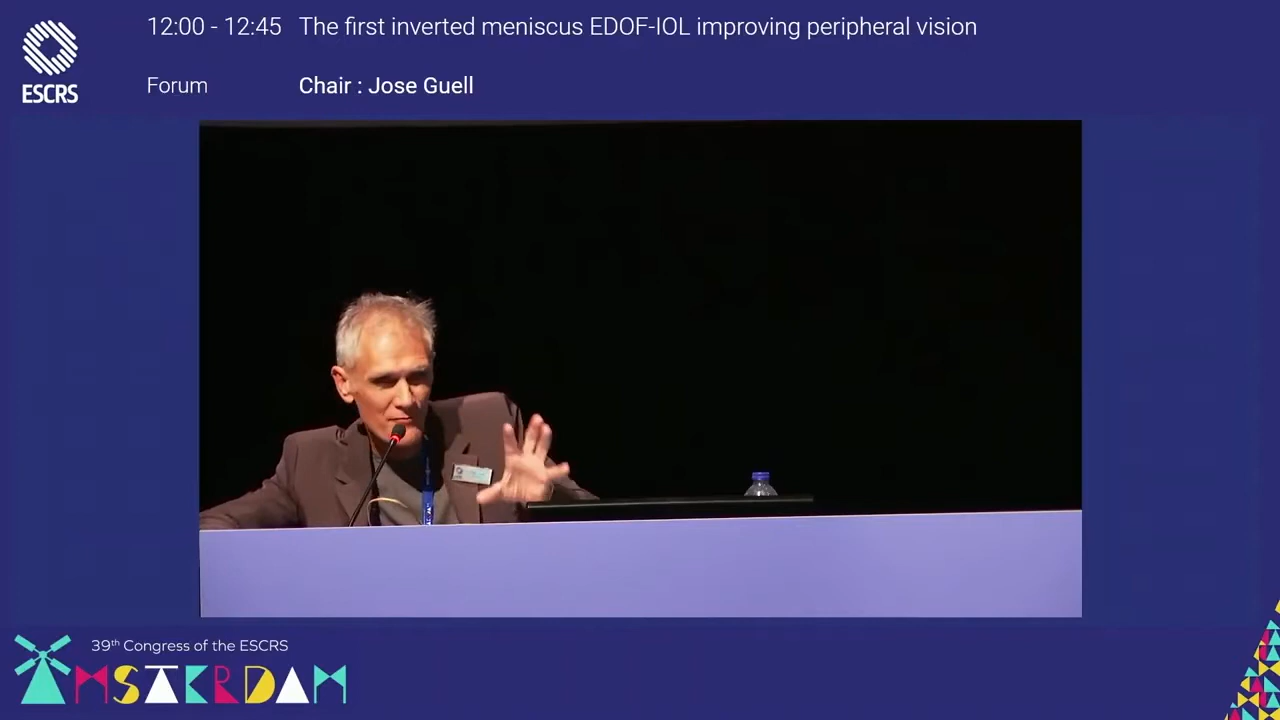 12:00 - 12:45 The first inverted meniscus EDOF-IOL improving peripheral vision
ESCRS
Forum Chair : Jose Guell
39th Congress of the ESCRS
AMSTERDAM